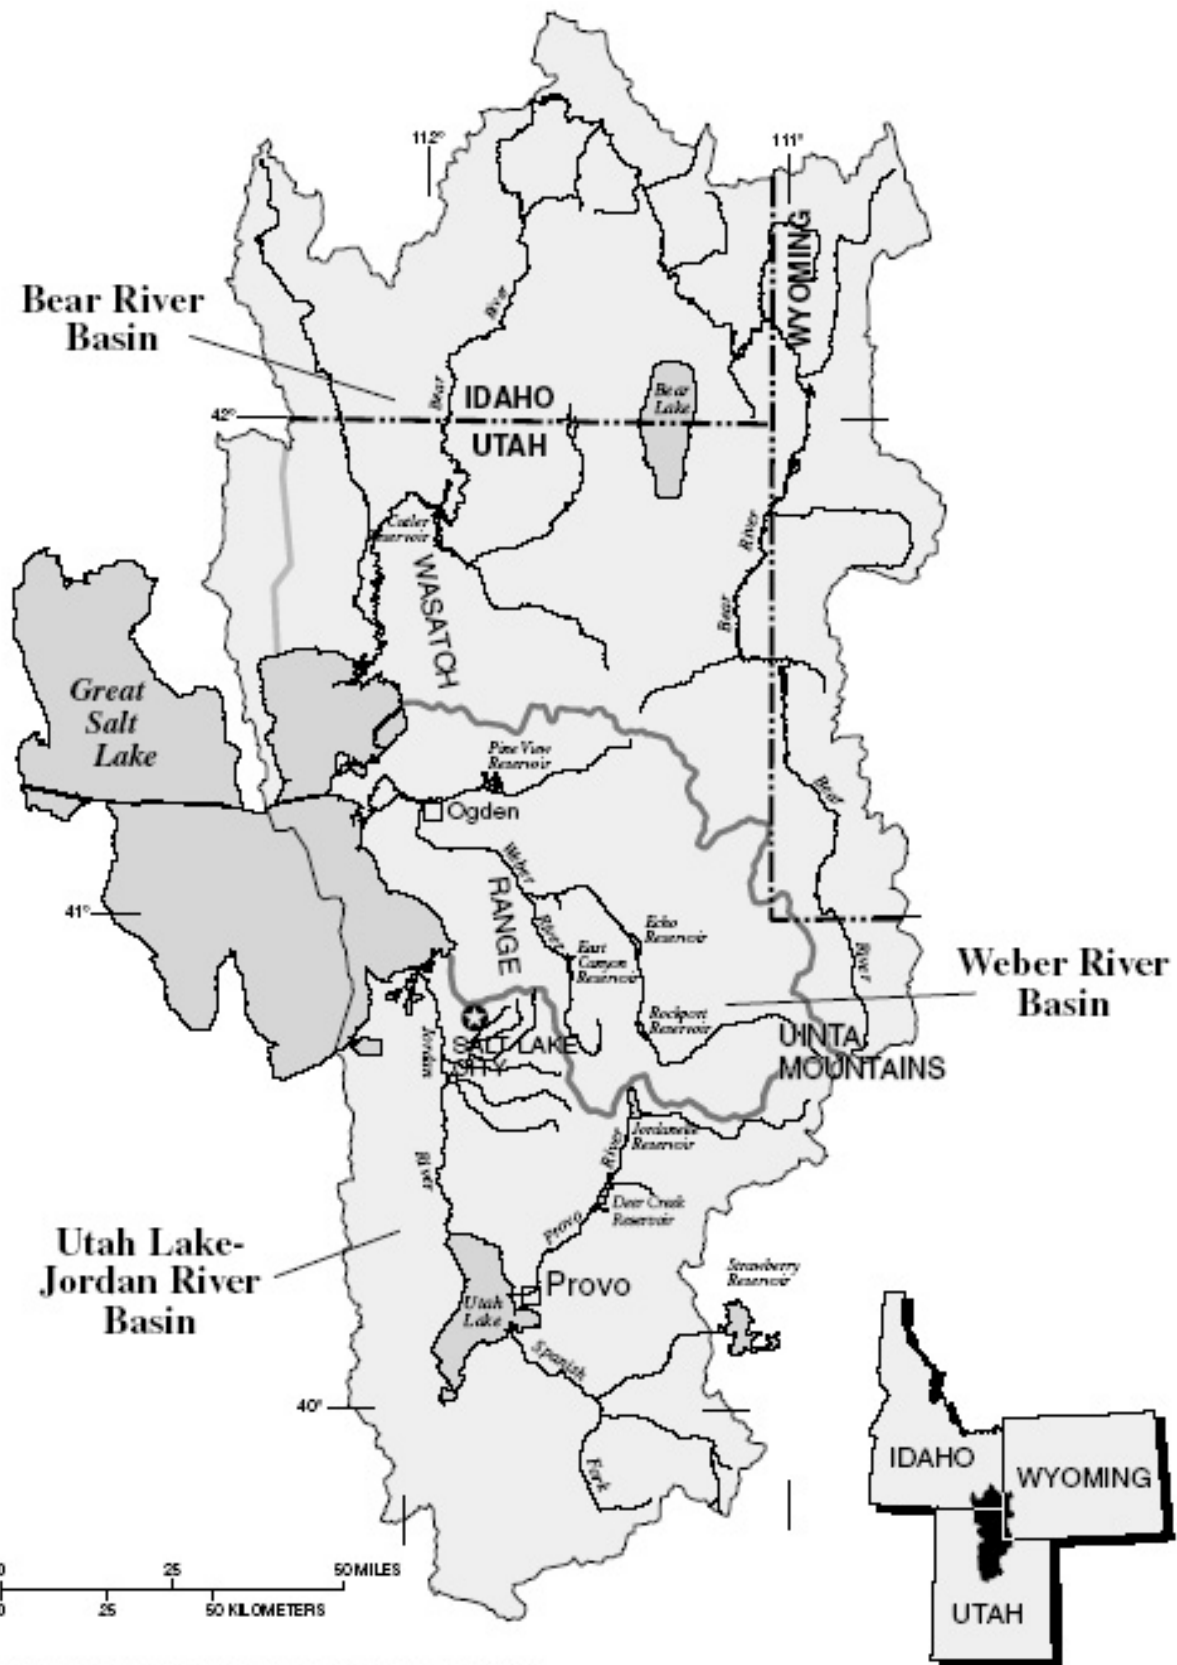 112°
111°
WYOMING
Bear River
Basin
River
Bear
IDAHO
Bear
Lake
42°
UTAH
Cutler
Reservoir
River
WASATCH
Bear
Great
Salt
Lake
Pine View
Reservoir
Bear
Ogden
Weber
RANGE
41°
River
Echo
Reservoir
East
Canyon
Reservoir
River
Weber River
Basin
Rockport
Reservoir
UINTA
MOUNTAINS
SALT LAKE
CITY
Jordan
Jordanelle
Reservoir
River
River
Deer Creek
Reservoir
Provo
Utah Lake-
Jordan River
Basin
Strawberry
Reservoir
Provo
Utah
Lake
Spanish
40°
Fork
IDAHO
WYOMING
UTAH
0 25 50 MILES
0 25 50 KILOMETERS